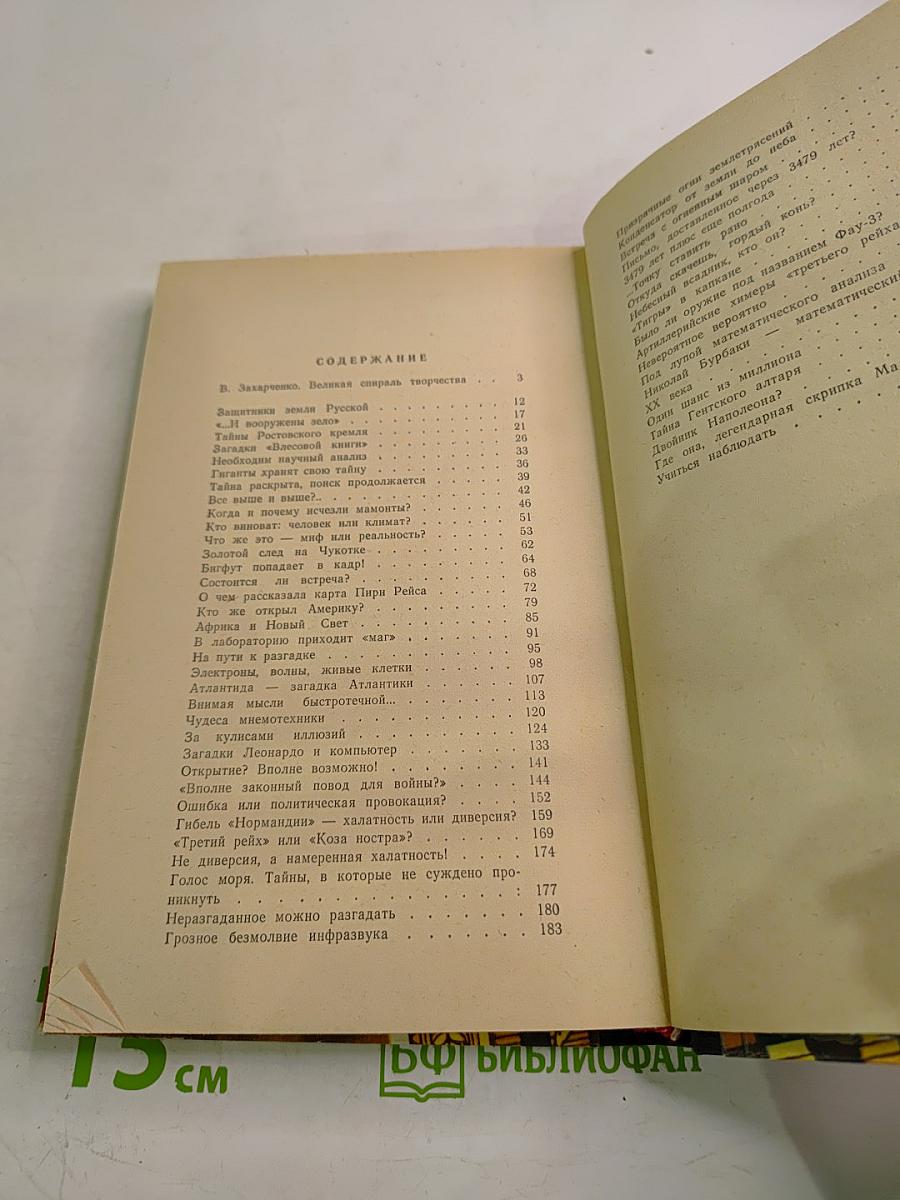 СОДЕРЖАНИЕ
В. Захарченко. Великая спираль творчества . . 3
Защитники земли Русской . . . . . . . . . 12
«...И вооружены зело» . . . . . . . . . . 17
Тайны Ростовского кремля . . . . . . . . . 21
Загадки «Влесовой книги» . . . . . . . . . 26
Необходим научный анализ . . . . . . . . . 33
Гиганты хранят свою тайну . . . . . . . . 36
Тайна раскрыта, поиск продолжается . . . . . 39
Все выше и выше?.. . . . . . . . . . . . 42
Когда и почему исчезли мамонты? . . . . . . 46
Кто виноват: человек или климат? . . . . . . 51
Что же это — миф или реальность? . . . . . 53
Золотой след на Чукотке . . . . . . . . . 62
Бигфут попадает в кадр! . . . . . . . . . 64
Состоится ли встреча? . . . . . . . . . . 68
О чем рассказала карта Пири Рейса . . . . . 72
Кто же открыл Америку? . . . . . . . . . 79
Африка и Новый Свет . . . . . . . . . . 85
В лабораторию приходит «маг» . . . . . . . 91
На пути к разгадке . . . . . . . . . . . 95
Электроны, волны, живые клетки . . . . . . 98
Атлантида — загадка Атлантики . . . . . . 107
Внимая мысли быстротечной... . . . . . . . 113
Чудеса мнемотехники . . . . . . . . . . 120
За кулисами иллюзий . . . . . . . . . . 124
Загадки Леонардо и компьютер . . . . . . . 133
Открытие? Вполне возможно! . . . . . . . . 141
«Вполне законный повод для войны?» . . . . 144
Ошибка или политическая провокация? . . . . 152
Гибель «Нормандии» — халатность или диверсия? 159
«Третий рейх» или «Коза ностра»? . . . . . . 169
Не диверсия, а намеренная халатность! . . . . 174
Голос моря. Тайны, в которые не суждено про-
никнуть . . . . . . . . . . . . . . . : 177
Неразгаданное можно разгадать . . . . . . . 180
Грозное безмолвие инфразвука . . . . . . . 183
Призрачные огни землетрясений . . . . .
Конденсатор от земли до неба . . . . .
Встреча с огненным шаром . . . . .
Письмо, доставленное через 3479 лет? . .
3479 лет плюс еще полгода . . . . .
...Точку ставить рано . . . . .
Откуда скачешь, гордый конь? . . . .
Небесный всадник, кто он? . . . .
«Тигры» в капкане . . . . .
Было ли оружие под названием Фау-3?
Артиллерийские химеры «третьего рейха
Невероятное вероятно . . . . .
Под лупой математического анализа . .
Николай Бурбаки — математический
XX века . . . . .
Один шанс из миллиона . . . . .
Тайна Гентского алтаря . . . . .
Двойник Наполеона? . . . . .
Где она, легендарная скрипка Ма
Учиться наблюдать . . . . .
15 см
БФ БИБЛИОФАН